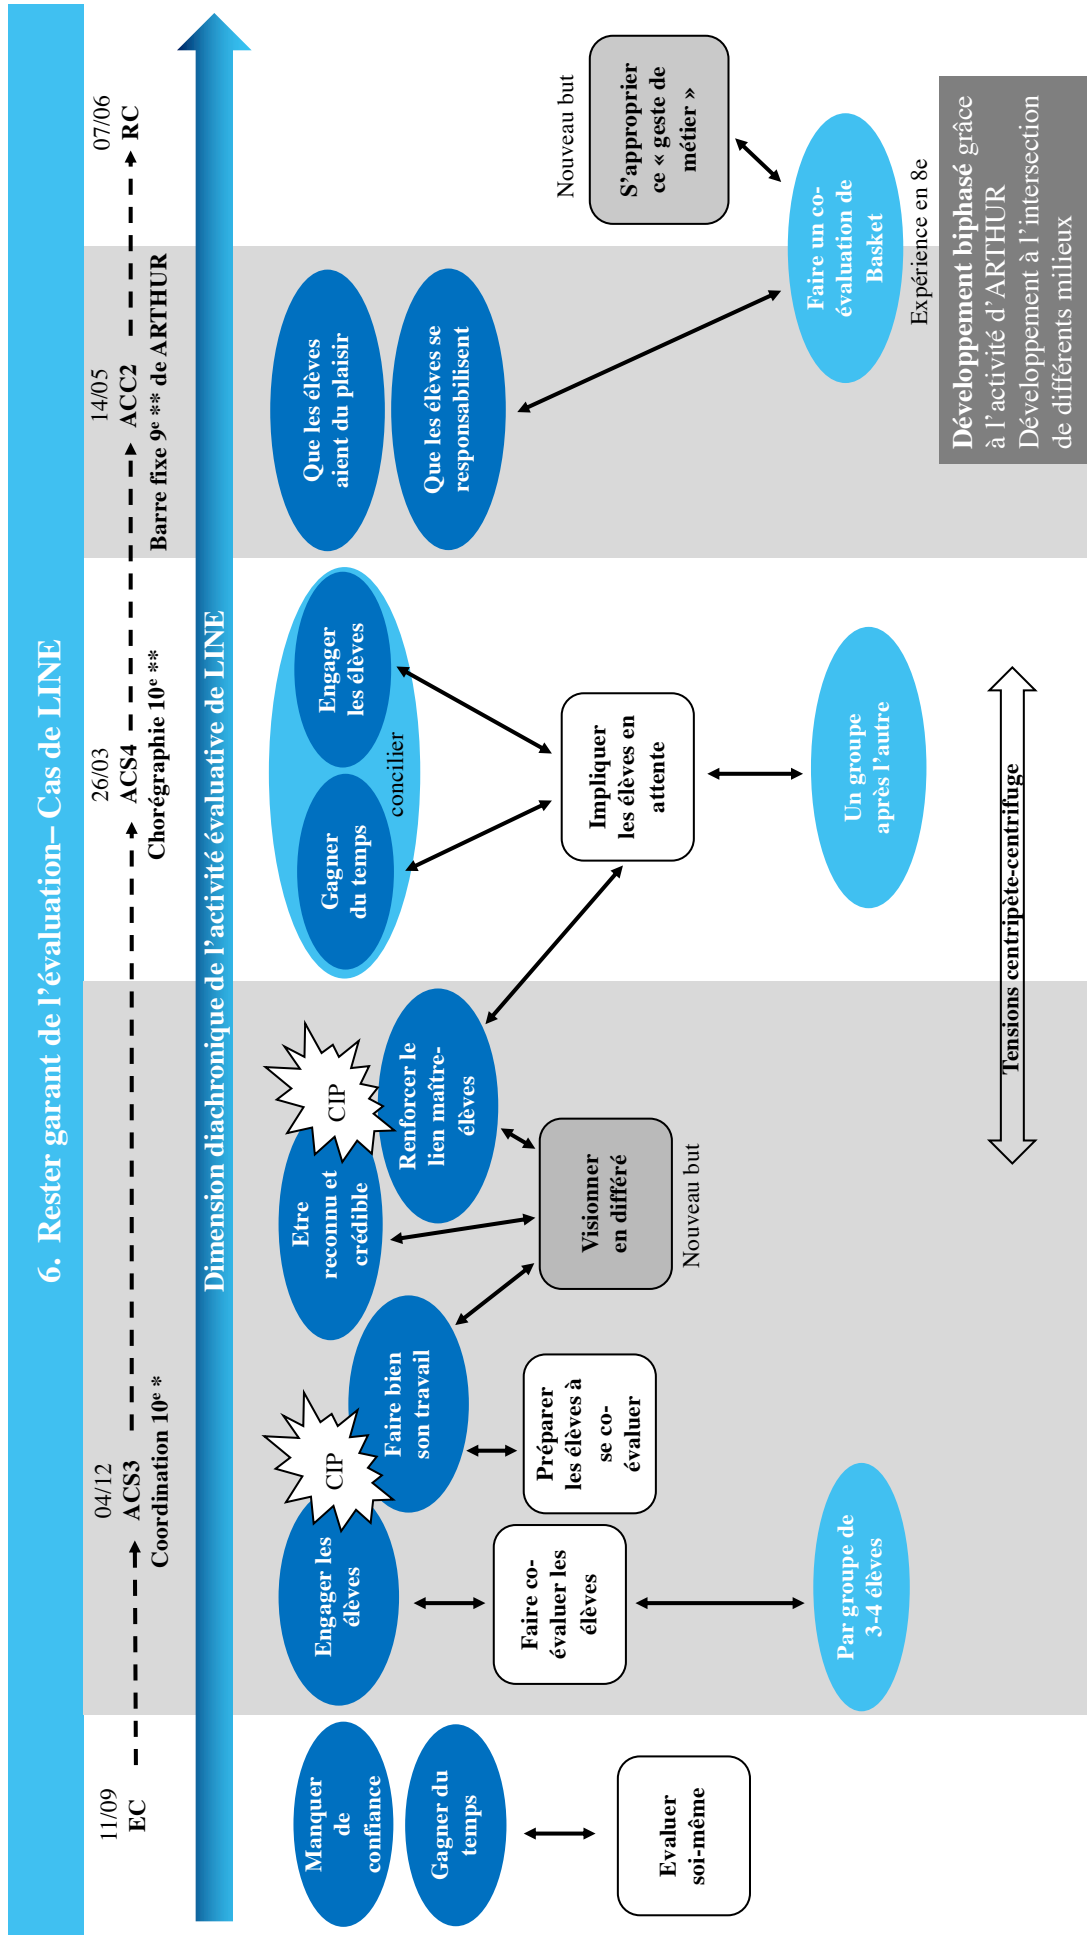 6. Rester garant de l'évaluation– Cas de LINE
11/09
EC
04/12
ACS3
Coordination 10e *
26/03
ACS4
Chorégraphie 10e **
14/05
ACC2
Barre fixe 9e ** de ARTHUR
07/06
RC
Dimension diachronique de l'activité évaluative de LINE
Manquer
de
confiance
Gagner du
temps
Evaluer
soi-même
Engager les
élèves
CIP
Faire bien
son travail
Faire co-
évaluer les
élèves
Préparer
les élèves à
se co-
évaluer
Par groupe de
3-4 élèves
Etre
reconnu et
crédible
CIP
Renforcer le
lien maître-
élèves
Visionner
en différé
Nouveau but
Gagner
du temps
Engager
les élèves
concilier
Impliquer
les élèves en
attente
Un groupe
après l'autre
Tensions centripète-centrifuge
Que les élèves
aient du plaisir
Que les élèves se
responsabilisent
Nouveau but
S'approprier
ce « geste de
métier »
Faire un co-
évaluation de
Basket
Expérience en 8e
Développement biphasé grâce
à l'activité d'ARTHUR
Développement à l'intersection
de différents milieux